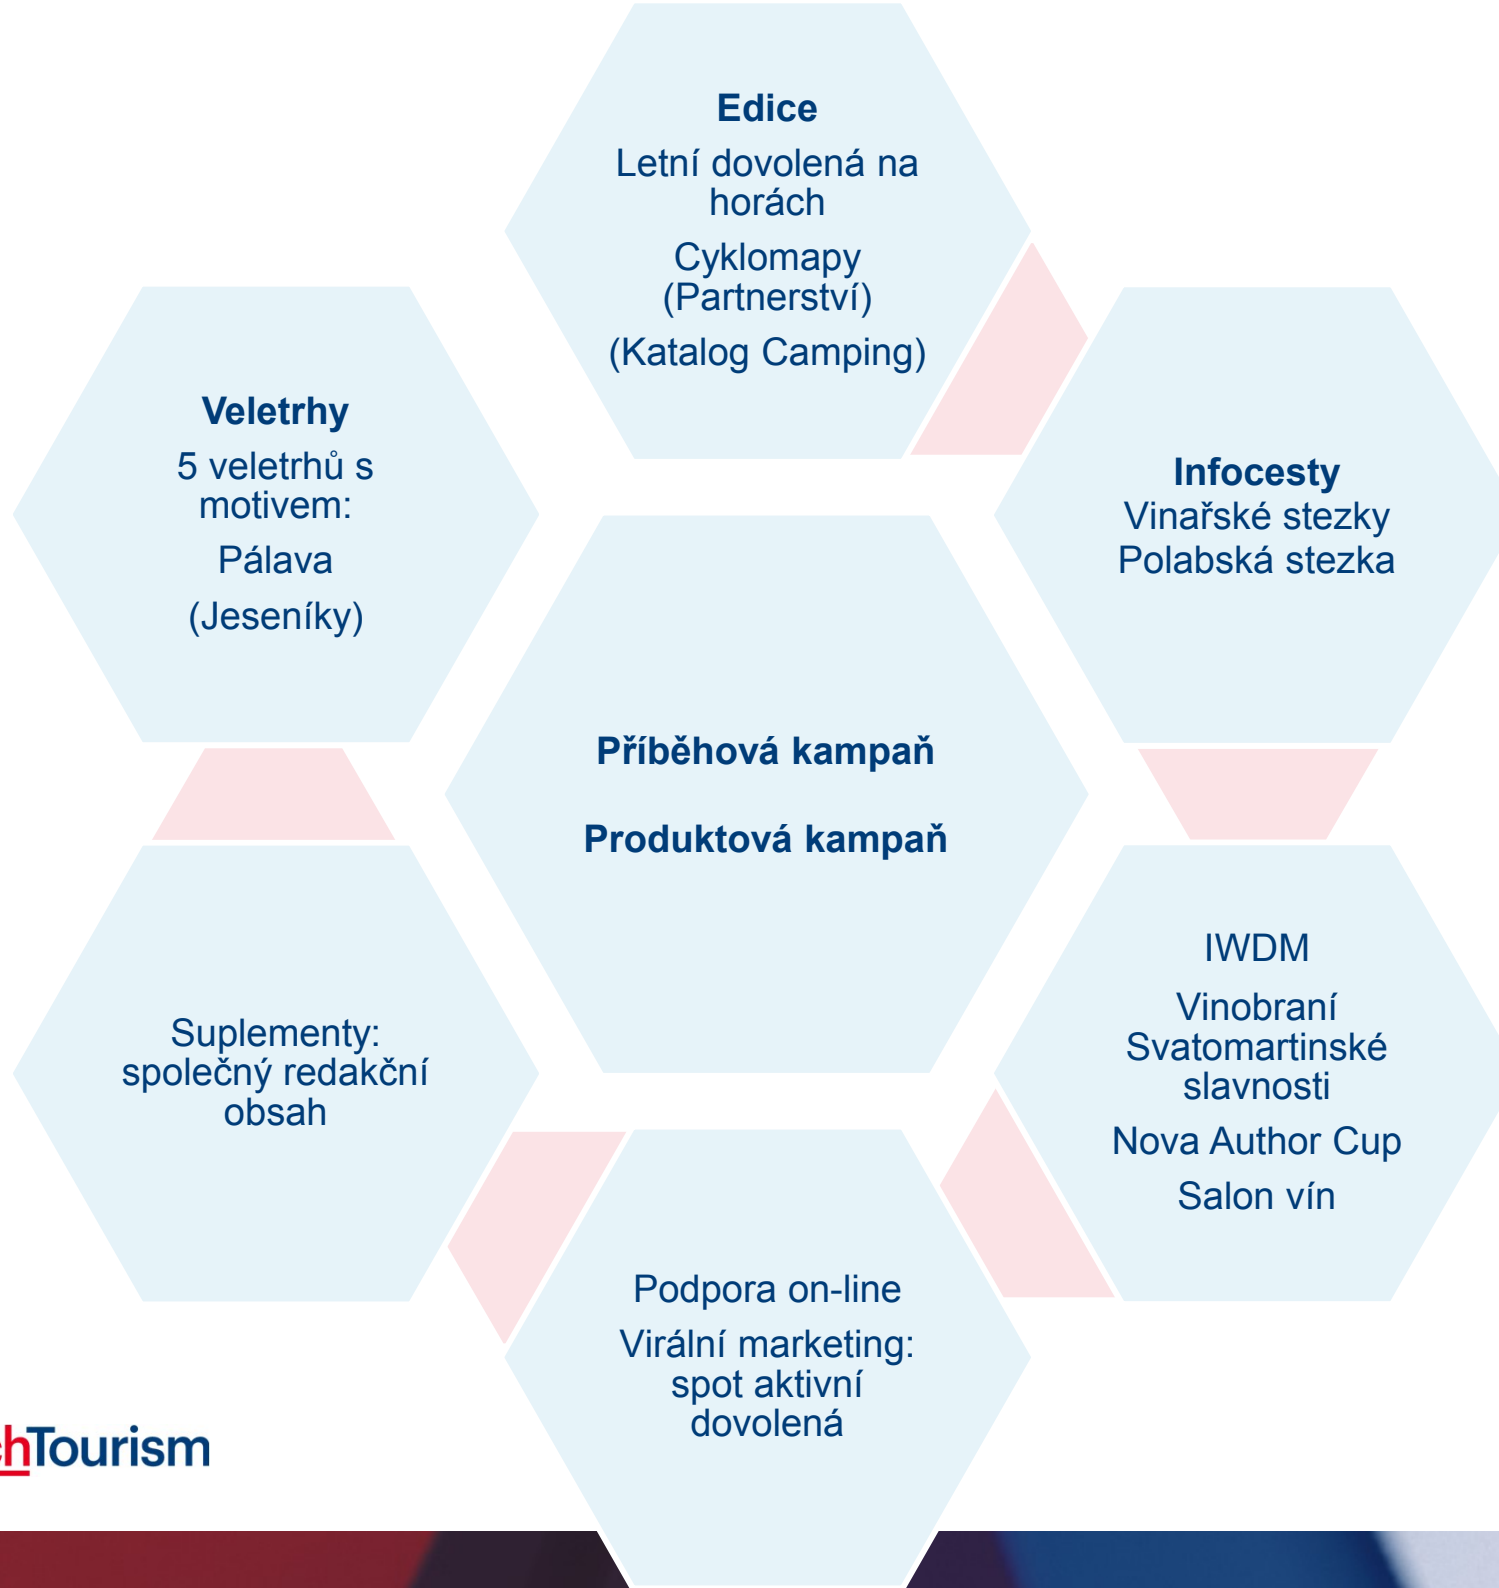 Edice
Letní dovolená na
horách
Cyklomapy
(Partnerství)
(Katalog Camping)
Veletrhy
5 veletrhů s
motivem:
Pálava
(Jeseníky)
Infocesty
Vinařské stezky
Polabská stezka
Příběhová kampaň
Produktová kampaň
IWDM
Vinobraní
Svatomartinské
slavnosti
Nova Author Cup
Salon vín
Suplementy:
společný redakční
obsah
Podpora on-line
Virální marketing:
spot aktivní
dovolená
hTourism